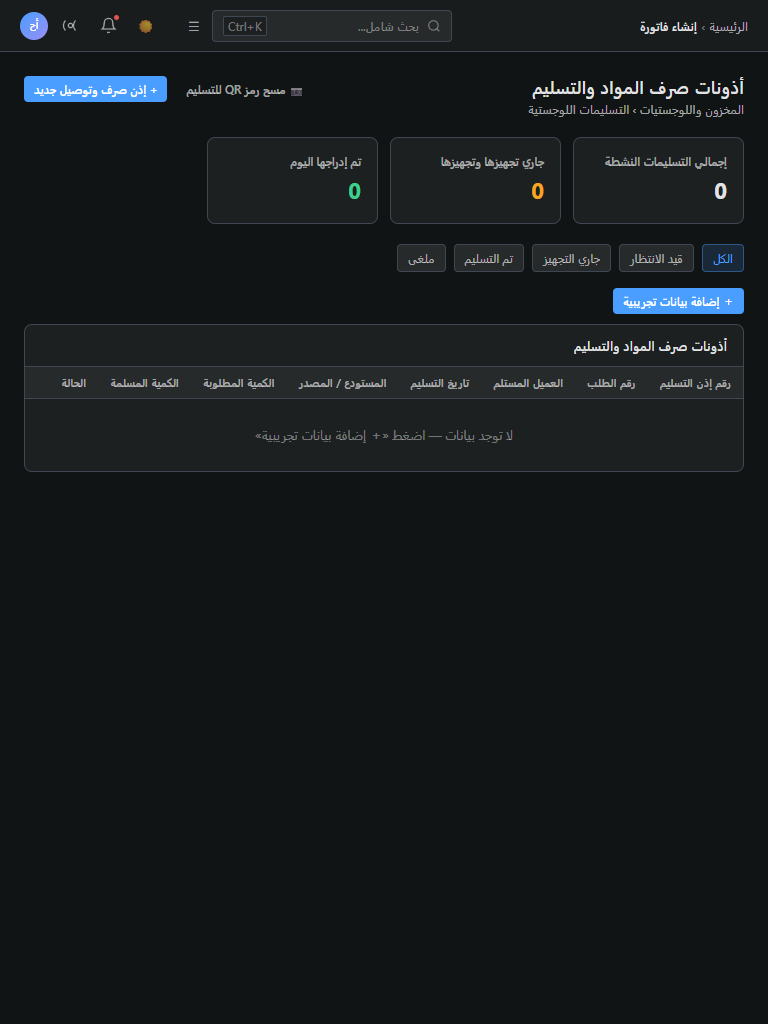 الرئيسية › إنشاء فاتورة
بحث شامل... Ctrl+K
☰
أح
أذونات صرف المواد والتسليم
المخزون واللوجستيات › التسليمات اللوجستية
مسح رمز QR للتسليم
+ إذن صرف وتوصيل جديد
إجمالي التسليمات النشطة
0
جاري تجهيزها وتجهيزها
0
تم إدراجها اليوم
0
الكل
قيد الانتظار
جاري التجهيز
تم التسليم
ملغى
+ إضافة بيانات تجريبية
أذونات صرف المواد والتسليم
رقم إذن التسليم رقم الطلب العميل المستلم تاريخ التسليم المستودع / المصدر الكمية المطلوبة الكمية المسلمة الحالة
لا توجد بيانات — اضغط «+ إضافة بيانات تجريبية»